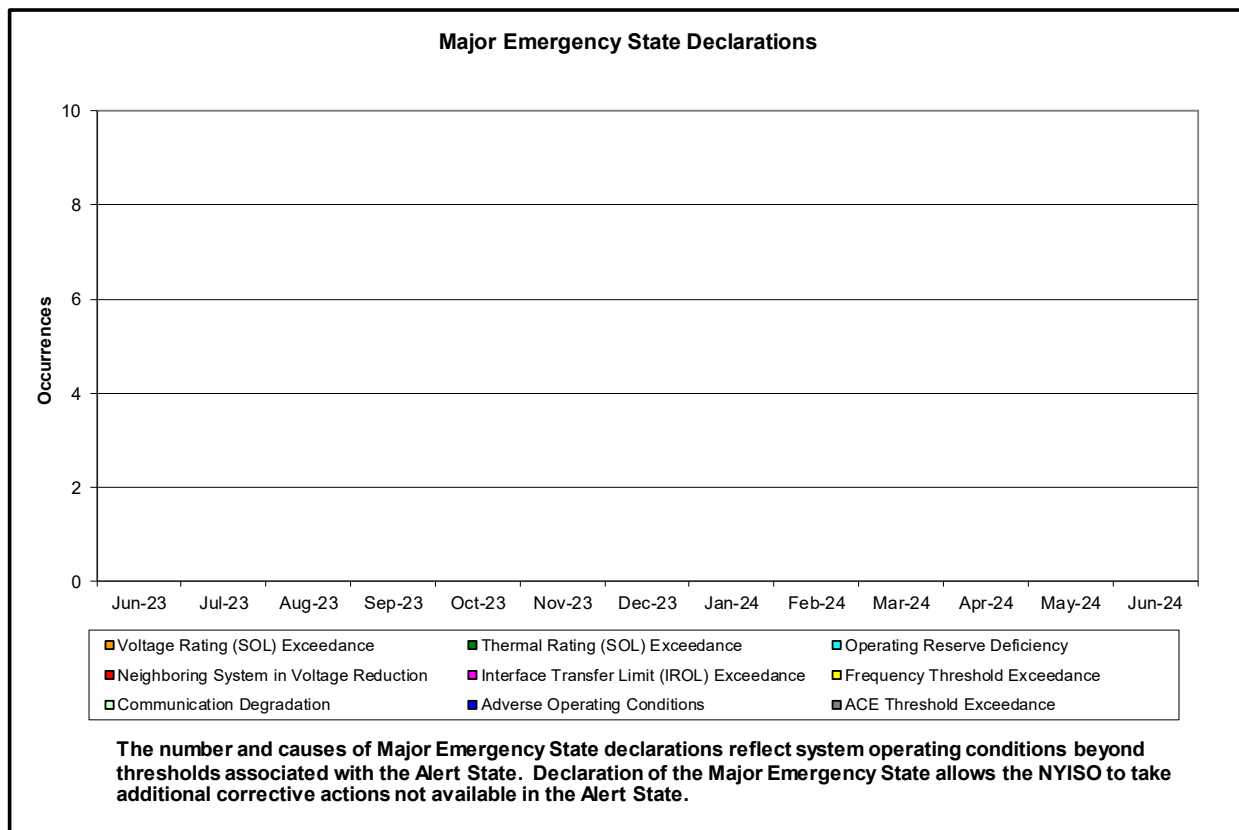 Major Emergency State Declarations
10
8
6
4
2
0
Occurrences
Jun-23 Jul-23 Aug-23 Sep-23 Oct-23 Nov-23 Dec-23 Jan-24 Feb-24 Mar-24 Apr-24 May-24 Jun-24
Voltage Rating (SOL) Exceedance Thermal Rating (SOL) Exceedance Operating Reserve Deficiency
Neighboring System in Voltage Reduction Interface Transfer Limit (IROL) Exceedance Frequency Threshold Exceedance
Communication Degradation Adverse Operating Conditions ACE Threshold Exceedance
The number and causes of Major Emergency State declarations reflect system operating conditions beyond
thresholds associated with the Alert State.  Declaration of the Major Emergency State allows the NYISO to take
additional corrective actions not available in the Alert State.